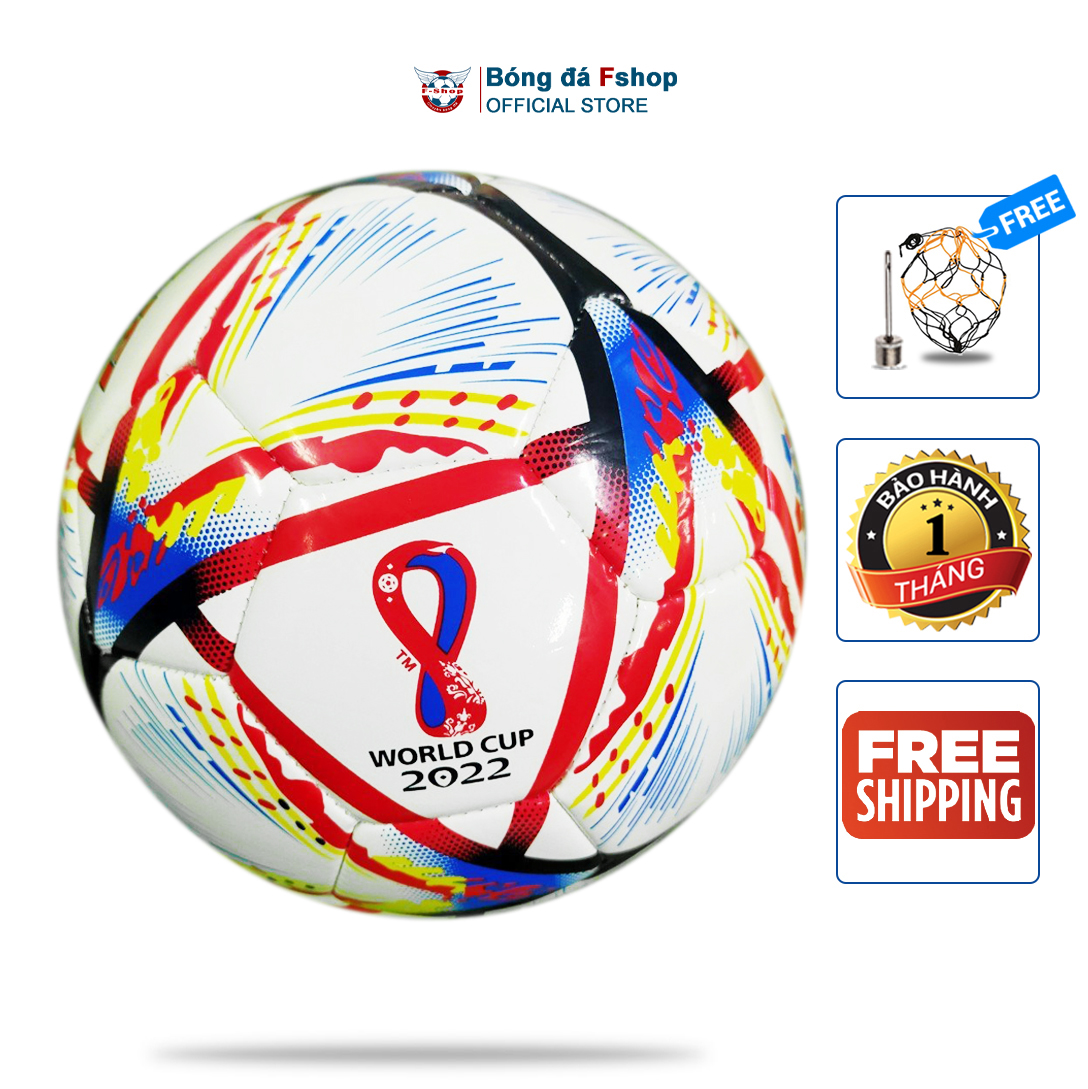 F-Shop
Bóng đá Fshop
OFFICIAL STORE
FREE
BẢO HÀNH
1
THÁNG
TM
WORLD CUP
2022
FREE
SHIPPING